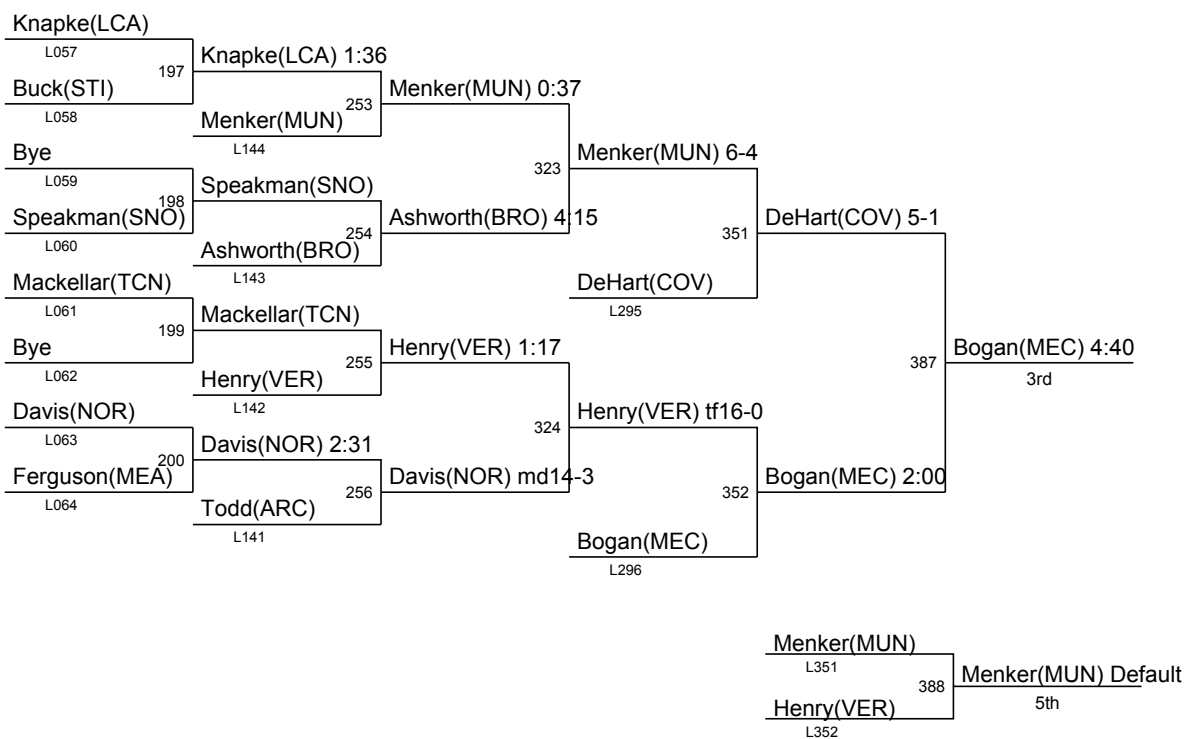 Knapke(LCA)
L057
197
Knapke(LCA) 1:36
Buck(STI)
L058
253
Menker(MUN) 0:37
Menker(MUN)
L144
Bye
L059
323
Menker(MUN) 6-4
198
Speakman(SNO)
Speakman(SNO)
L060
254
Ashworth(BRO) 4:15
351
DeHart(COV) 5-1
Ashworth(BRO)
L143
Mackellar(TCN)
L061
DeHart(COV)
L295
199
Mackellar(TCN)
Bye
L062
255
Henry(VER) 1:17
387
Bogan(MEC) 4:40
3rd
Henry(VER)
L142
Davis(NOR)
L063
324
Henry(VER) tf16-0
200
Davis(NOR) 2:31
Ferguson(MEA)
L064
256
Davis(NOR) md14-3
352
Bogan(MEC) 2:00
Todd(ARC)
L141
Bogan(MEC)
L296
Menker(MUN)
L351
388
Menker(MUN) Default
5th
Henry(VER)
L352